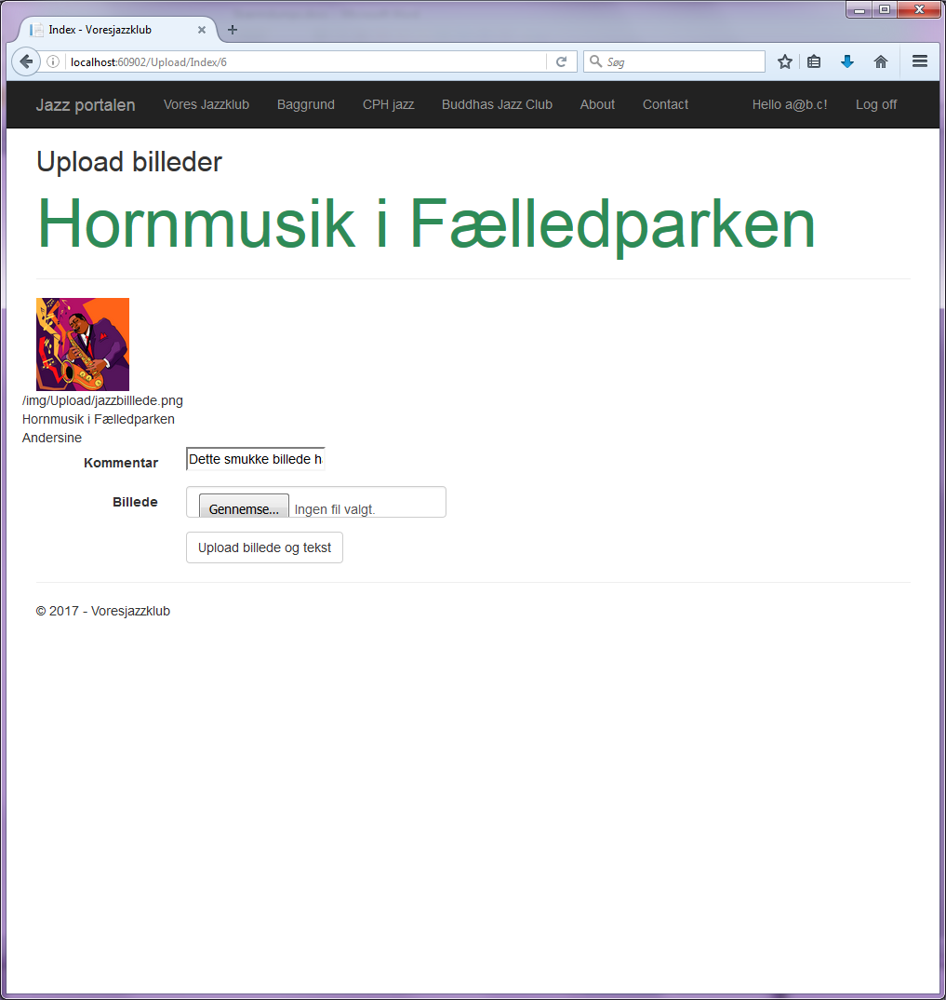 Index - Voresjazzklub
localhost:60902/Upload/Index/6
Søg
Jazz portalen Vores Jazzklub Baggrund CPH jazz Buddhas Jazz Club About Contact Hello a@b.c! Log off
Upload billeder
Hornmusik i Fælledparken
/img/Upload/jazzbilllede.png
Hornmusik i Fælledparken
Andersine
Kommentar Dette smukke billede h
Billede Gennemse... Ingen fil valgt.
Upload billede og tekst
© 2017 - Voresjazzklub